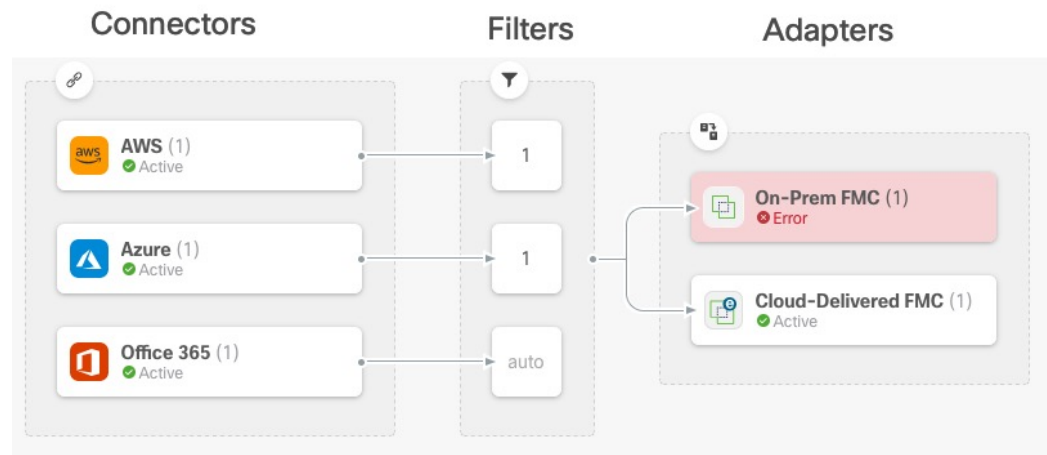 Connectors
Filters
Adapters
aws
AWS (1)
Active
1
Azure (1)
Active
1
Office 365 (1)
Active
auto
On-Prem FMC (1)
Error
Cloud-Delivered FMC (1)
Active